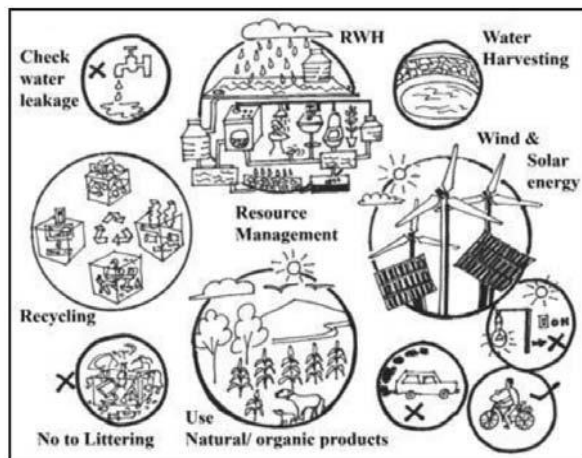 Check
water
leakage
RWH
Water
Harvesting
Wind &
Solar
energy
Resource
Management
Recycling
No to Littering
Use
Natural/ organic products